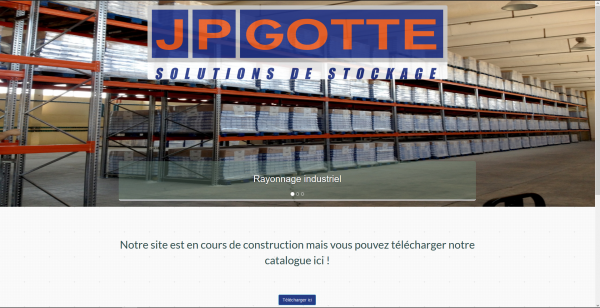 JP GOTTE
SOLUTIONS DE STOCKAGE
Rayonnage industriel
Notre site est en cours de construction mais vous pouvez télécharger notre
catalogue ici !
Télécharger ici